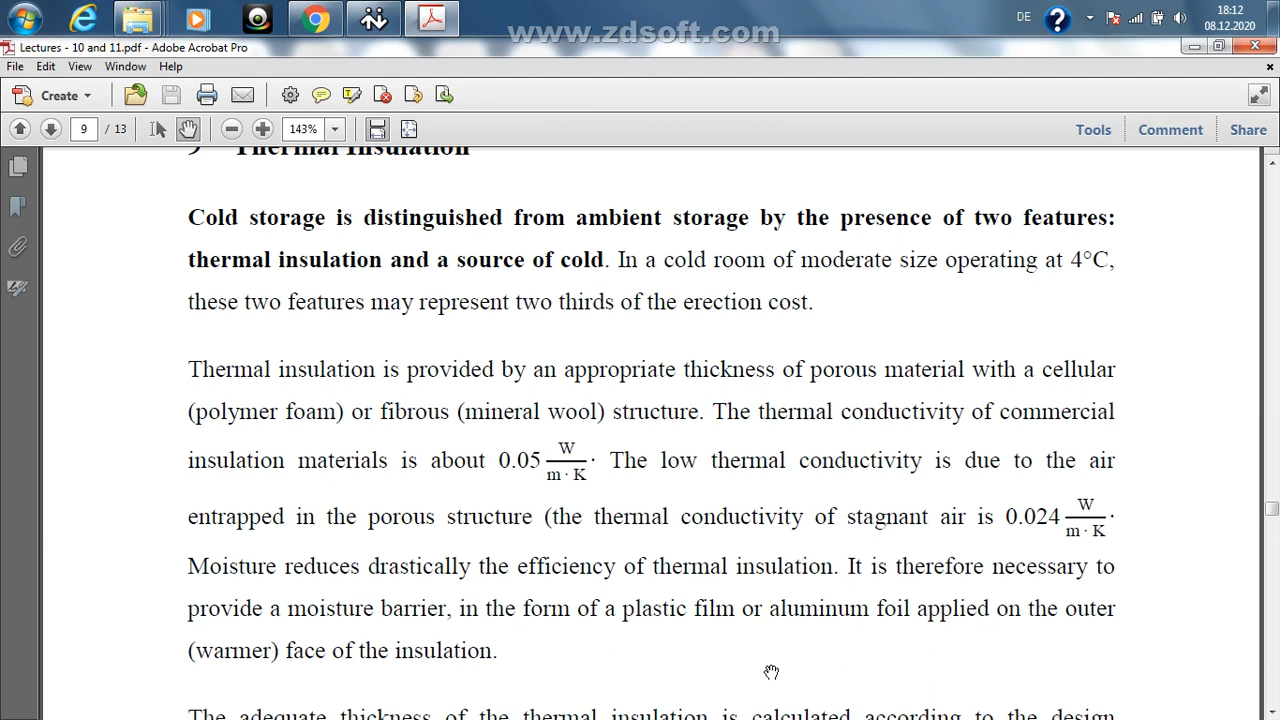 www.zdsoft.com
DE
18:12
08.12.2020
Lectures - 10 and 11.pdf - Adobe Acrobat Pro
File Edit View Window Help
Create
9 / 13 143% Tools Comment Share
Thermal Insulation
Cold storage is distinguished from ambient storage by the presence of two features:
thermal insulation and a source of cold. In a cold room of moderate size operating at 4°C,
these two features may represent two thirds of the erection cost.
Thermal insulation is provided by an appropriate thickness of porous material with a cellular
(polymer foam) or fibrous (mineral wool) structure. The thermal conductivity of commercial
insulation materials is about 0.05 W/m · K. The low thermal conductivity is due to the air
entrapped in the porous structure (the thermal conductivity of stagnant air is 0.024 W/m · K.
Moisture reduces drastically the efficiency of thermal insulation. It is therefore necessary to
provide a moisture barrier, in the form of a plastic film or aluminum foil applied on the outer
(warmer) face of the insulation.
The adequate thickness of the thermal insulation is calculated according to the design